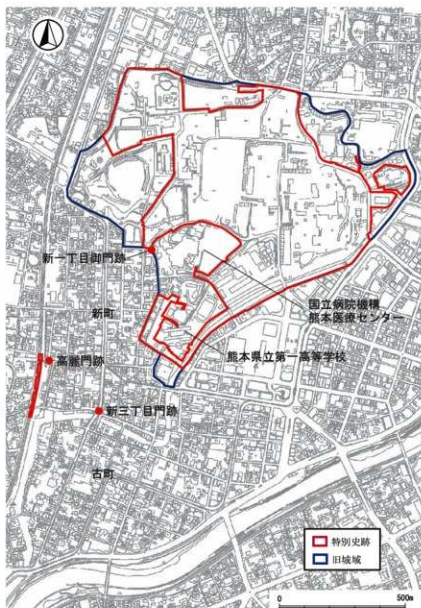 新一丁目御門跡
国立病院機構
熊本医療センター
新町
熊本県立第一高等学校
高麗門跡
新三丁目門跡
古町
特別史跡
旧城域
0 500m